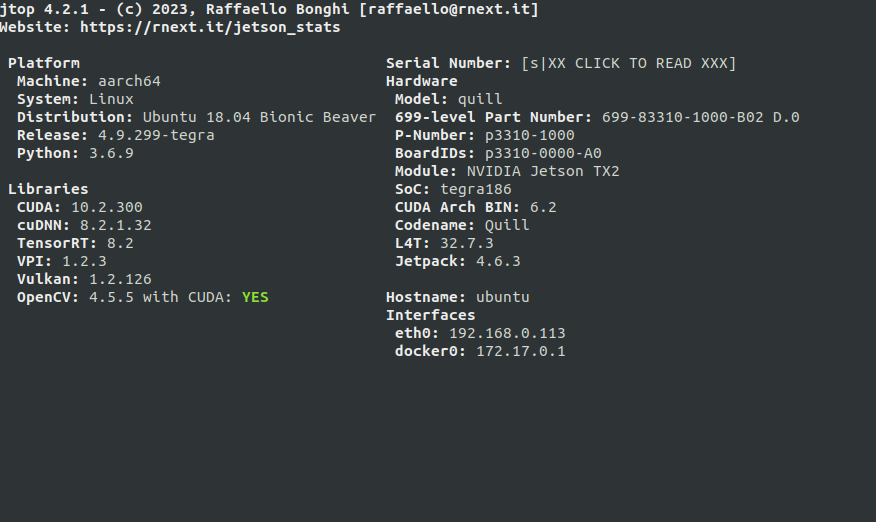 jtop 4.2.1 - (c) 2023, Raffaello Bonghi [raffaello@rnext.it]
Website: https://rnext.it/jetson_stats
Platform
Machine: aarch64
System: Linux
Distribution: Ubuntu 18.04 Bionic Beaver
Release: 4.9.299-tegra
Python: 3.6.9
Libraries
CUDA: 10.2.300
cuDNN: 8.2.1.32
TensorRT: 8.2
VPI: 1.2.3
Vulkan: 1.2.126
OpenCV: 4.5.5 with CUDA: YES
Serial Number: [s|XX CLICK TO READ XXX]
Hardware
Model: quill
699-level Part Number: 699-83310-1000-B02 D.0
P-Number: p3310-1000
BoardIDs: p3310-0000-A0
Module: NVIDIA Jetson TX2
SoC: tegra186
CUDA Arch BIN: 6.2
Codename: Quill
L4T: 32.7.3
Jetpack: 4.6.3
Hostname: ubuntu
Interfaces
eth0: 192.168.0.113
docker0: 172.17.0.1